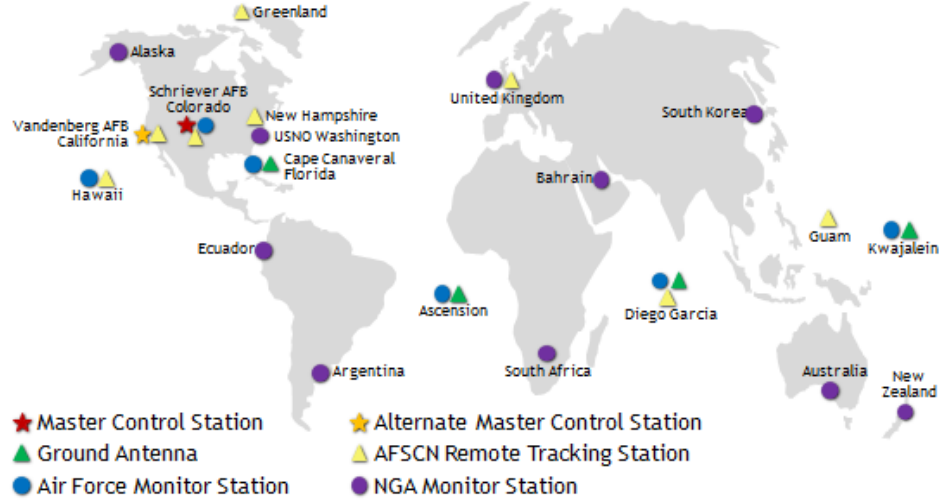 Greenland
Alaska
Schriever AFB
Colorado
New Hampshire
Vandenberg AFB
California
USNO Washington
Cape Canaveral
Florida
Hawaii
United Kingdom
South Korea
Bahrain
Guam
Kwajalein
Ecuador
Ascension
Diego Garcia
Argentina
South Africa
Australia
New
Zealand
Master Control Station
Alternate Master Control Station
Ground Antenna
AFSCN Remote Tracking Station
Air Force Monitor Station
NGA Monitor Station